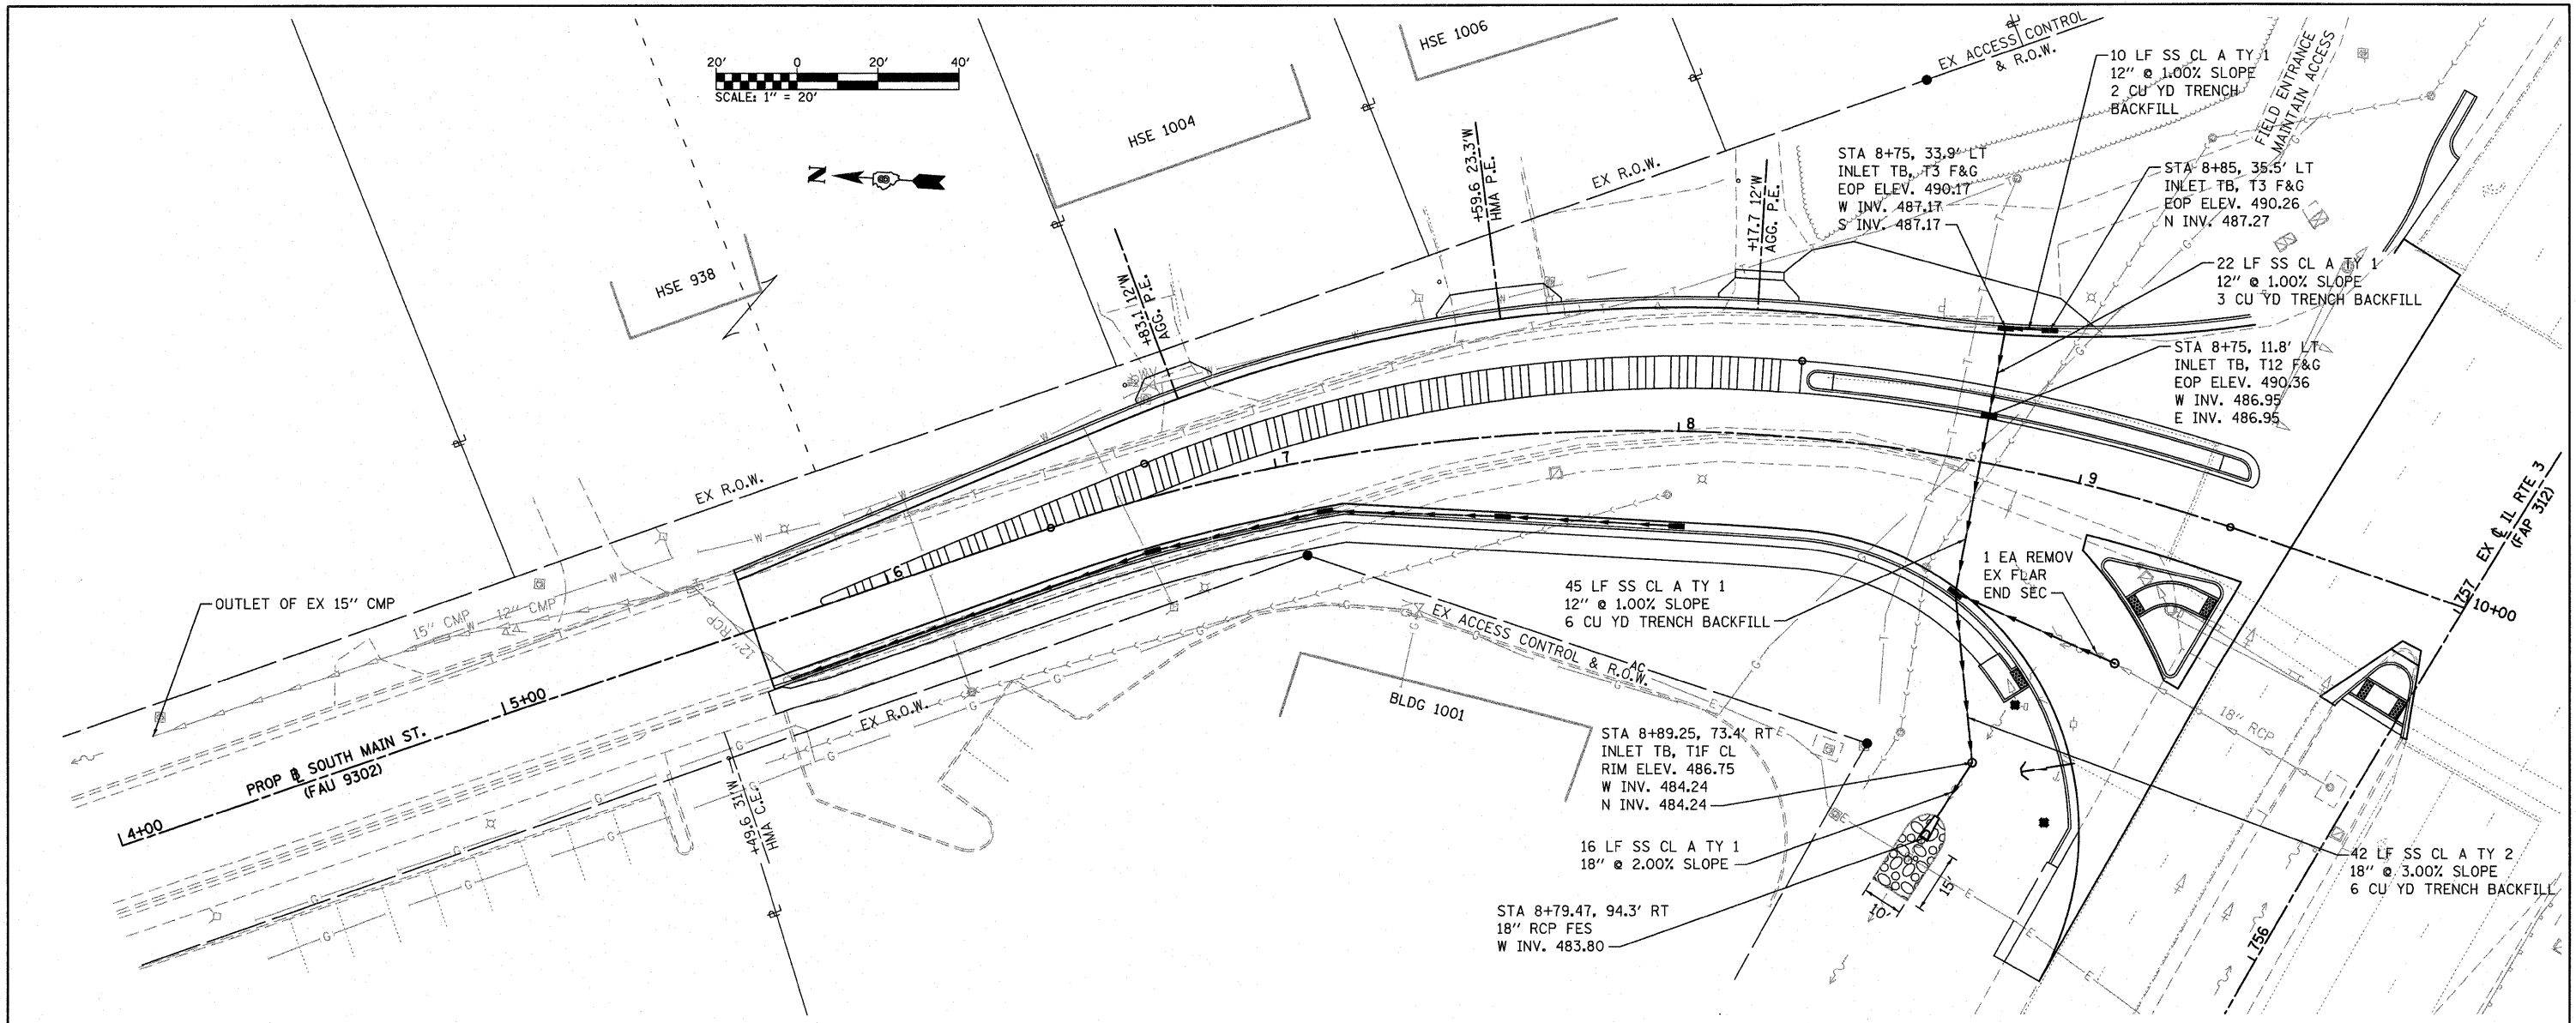 20' 0 20' 40'
SCALE: 1" = 20'
N
HSE 1006
HSE 1004
HSE 938
EX ACCESS CONTROL
& R.O.W.
FIELD ENTRANCE
MAINTAIN ACCESS
10 LF SS CL A TY 1
12" @ 1.00% SLOPE
2 CU YD TRENCH
BACKFILL
STA 8+75, 33.9' LT
INLET TB, T3 F&G
EOP ELEV. 490.17
W INV. 487.17
S INV. 487.17
STA 8+85, 35.5' LT
INLET TB, T3 F&G
EOP ELEV. 490.26
N INV. 487.27
22 LF SS CL A TY 1
12" @ 1.00% SLOPE
3 CU YD TRENCH BACKFILL
STA 8+75, 11.8' LT
INLET TB, T12 F&G
EOP ELEV. 490.36
W INV. 486.95
E INV. 486.95
EX R.O.W.
+59.6 23.3'W
HMA P.E.
+17.7 12'W
AGG. P.E.
+83.1 12'W
AGG. P.E.
EX R.O.W.
6
7
8
9
10+00
EX ℄ IL RTE 3
(FAP 312)
757
756
1 EA REMOV
EX FLAR
END SEC
45 LF SS CL A TY 1
12" @ 1.00% SLOPE
6 CU YD TRENCH BACKFILL
OUTLET OF EX 15" CMP
15" CMP
12" CMP
12" RCP
18" RCP
5+00
4+00
PROP ⅊ SOUTH MAIN ST.
(FAU 9302)
EX R.O.W.
EX ACCESS CONTROL & R.O.W.
AC
BLDG 1001
+49.6 31'W
HMA C.E.
STA 8+89.25, 73.4' RT
INLET TB, T1F CL
RIM ELEV. 486.75
W INV. 484.24
N INV. 484.24
16 LF SS CL A TY 1
18" @ 2.00% SLOPE
STA 8+79.47, 94.3' RT
18" RCP FES
W INV. 483.80
10'
15'
42 LF SS CL A TY 2
18" @ 3.00% SLOPE
6 CU YD TRENCH BACKFILL